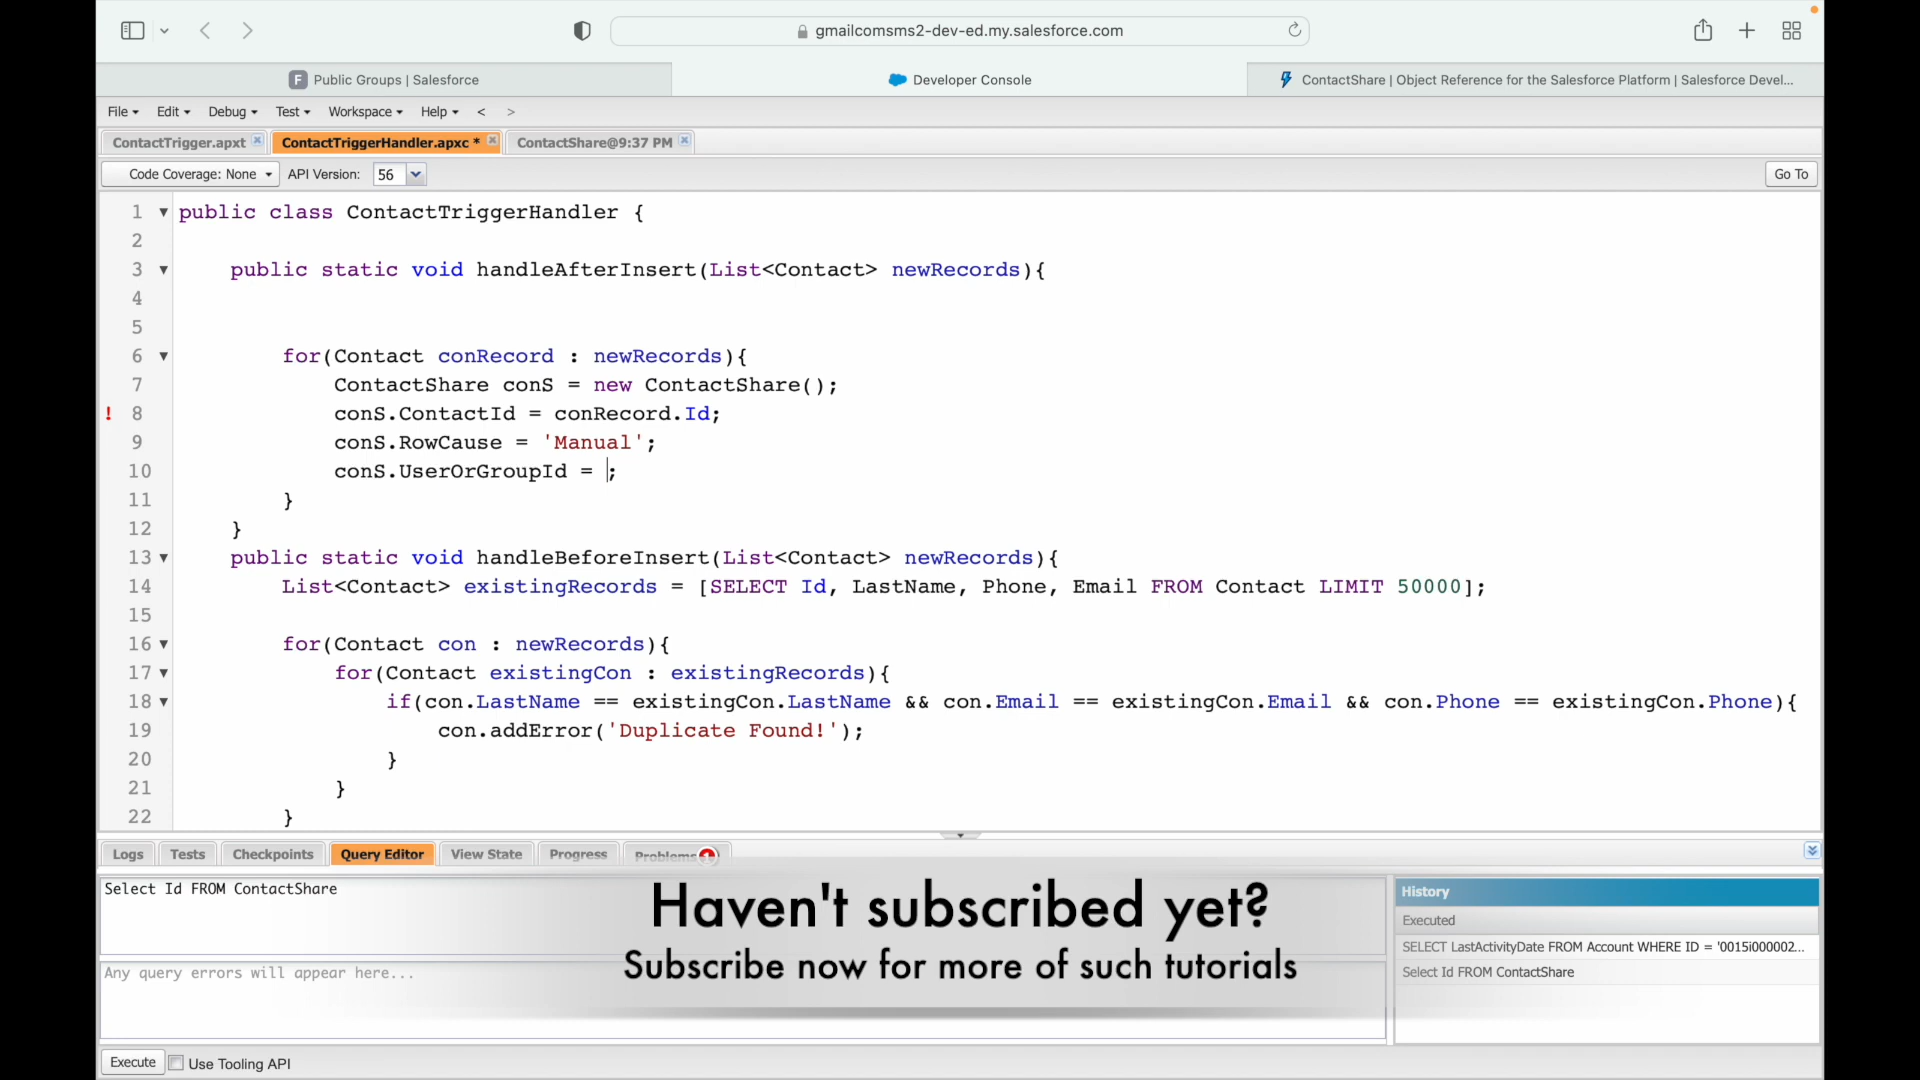 gmailcomsms2-dev-ed.my.salesforce.com
Public Groups | Salesforce
Developer Console
ContactShare | Object Reference for the Salesforce Platform | Salesforce Devel...
File Edit Debug Test Workspace Help < >
ContactTrigger.apxt
ContactTriggerHandler.apxc *
ContactShare@9:37 PM
Code Coverage: None API Version: 56 Go To
1 public class ContactTriggerHandler {
2
3 public static void handleAfterInsert(List<Contact> newRecords){
4
5
6 for(Contact conRecord : newRecords){
7 ContactShare conS = new ContactShare();
! 8 conS.ContactId = conRecord.Id;
9 conS.RowCause = 'Manual';
10 conS.UserOrGroupId = ;
11 }
12 }
13 public static void handleBeforeInsert(List<Contact> newRecords){
14 List<Contact> existingRecords = [SELECT Id, LastName, Phone, Email FROM Contact LIMIT 50000];
15
16 for(Contact con : newRecords){
17 for(Contact existingCon : existingRecords){
18 if(con.LastName == existingCon.LastName && con.Email == existingCon.Email && con.Phone == existingCon.Phone){
19 con.addError('Duplicate Found!');
20 }
21 }
22 }
Logs Tests Checkpoints Query Editor View State Progress Problems 1
Select Id FROM ContactShare
Any query errors will appear here...
Haven't subscribed yet?
Subscribe now for more of such tutorials
History
Executed
SELECT LastActivityDate FROM Account WHERE ID = '0015i000002...
Select Id FROM ContactShare
Execute Use Tooling API